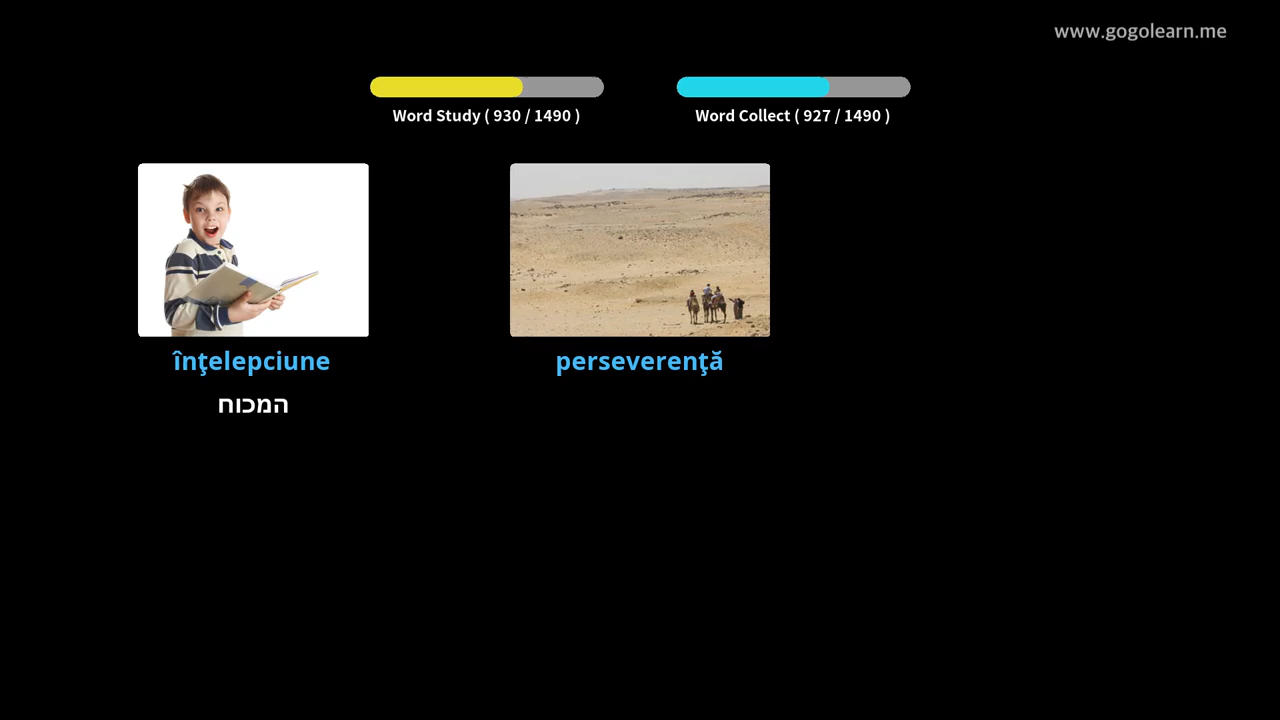 www.gogolearn.me
Word Study ( 930 / 1490 )
Word Collect ( 927 / 1490 )
înţelepciune
perseverenţă
המכוח